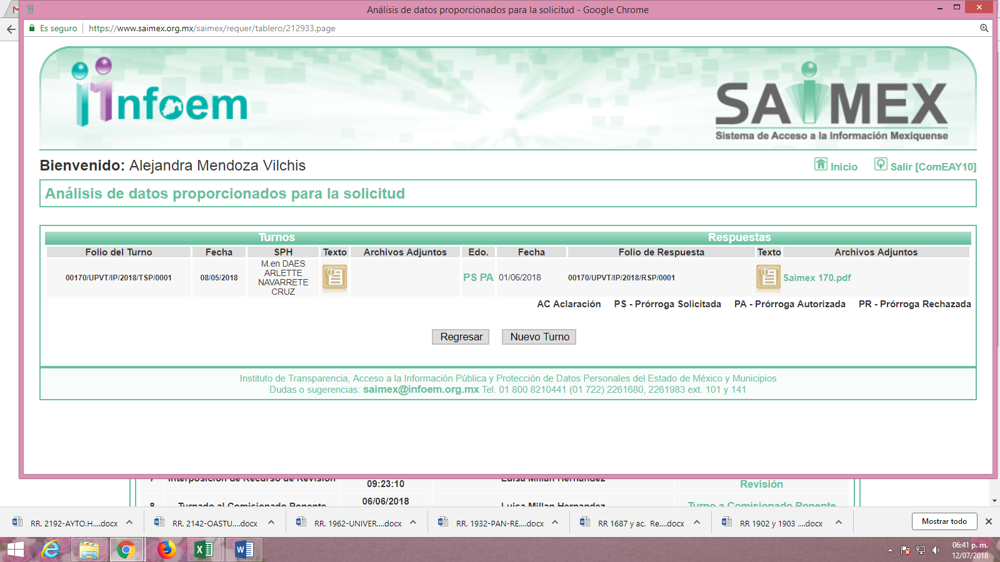 Análisis de datos proporcionados para la solicitud - Google Chrome
Es seguro https://www.saimex.org.mx/saimex/requer/tablero/212933.page
infoem
SAIMEX
Sistema de Acceso a la Información Mexiquense
Bienvenido: Alejandra Mendoza Vilchis
Inicio Salir [ComEAY10]
Análisis de datos proporcionados para la solicitud
Turnos Respuestas
Folio del Turno Fecha SPH Texto Archivos Adjuntos Edo. Fecha Folio de Respuesta Texto Archivos Adjuntos
00170/UPVT/IP/2018/TSP/0001 08/05/2018 M.en DAES ARLETTE NAVARRETE CRUZ PS PA 01/06/2018 00170/UPVT/IP/2018/RSP/0001 Saimex 170.pdf
AC Aclaración PS - Prórroga Solicitada PA - Prórroga Autorizada PR - Prórroga Rechazada
Regresar Nuevo Turno
Instituto de Transparencia, Acceso a la Información Pública y Protección de Datos Personales del Estado de México y Municipios
Dudas o sugerencias: saimex@infoem.org.mx Tel. 01 800 8210441 (01 722) 2261680, 2261983 ext. 101 y 141
7 Interposición de Recurso de Revisión 09:23:10 Luisa Millan Hernandez Revisión
8 Turnado al Comisionado Ponente 06/06/2018 Luisa Millan Hernandez Turno a Comisionado Ponente
RR. 2192-AYTO.H....docx RR. 2142-OASTU....docx RR. 1962-UNIVER....docx RR. 1932-PAN-RE....docx RR 1687 y ac. Re....docx RR 1902 y 1903 ....docx Mostrar todo
06:41 p. m.
12/07/2018